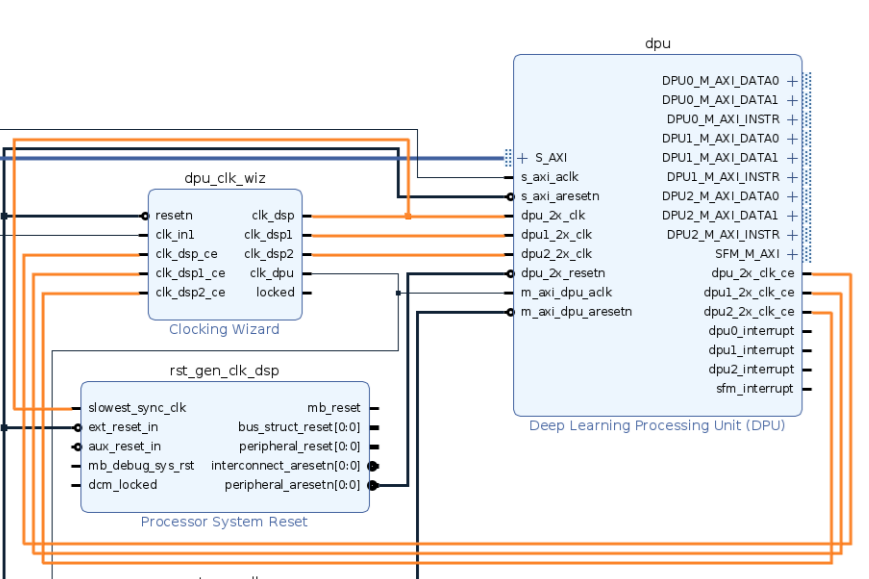 dpu
DPU0_M_AXI_DATA0
DPU0_M_AXI_DATA1
DPU0_M_AXI_INSTR
DPU1_M_AXI_DATA0
S_AXI DPU1_M_AXI_DATA1
s_axi_aclk DPU1_M_AXI_INSTR
s_axi_aresetn DPU2_M_AXI_DATA0
dpu_2x_clk DPU2_M_AXI_DATA1
dpu1_2x_clk DPU2_M_AXI_INSTR
dpu2_2x_clk SFM_M_AXI
dpu_2x_resetn dpu_2x_clk_ce
m_axi_dpu_aclk dpu1_2x_clk_ce
m_axi_dpu_aresetn dpu2_2x_clk_ce
dpu0_interrupt
dpu1_interrupt
dpu2_interrupt
sfm_interrupt
Deep Learning Processing Unit (DPU)
dpu_clk_wiz
resetn clk_dsp
clk_in1 clk_dsp1
clk_dsp_ce clk_dsp2
clk_dsp1_ce clk_dpu
clk_dsp2_ce locked
Clocking Wizard
rst_gen_clk_dsp
slowest_sync_clk mb_reset
ext_reset_in bus_struct_reset[0:0]
aux_reset_in peripheral_reset[0:0]
mb_debug_sys_rst interconnect_aresetn[0:0]
dcm_locked peripheral_aresetn[0:0]
Processor System Reset